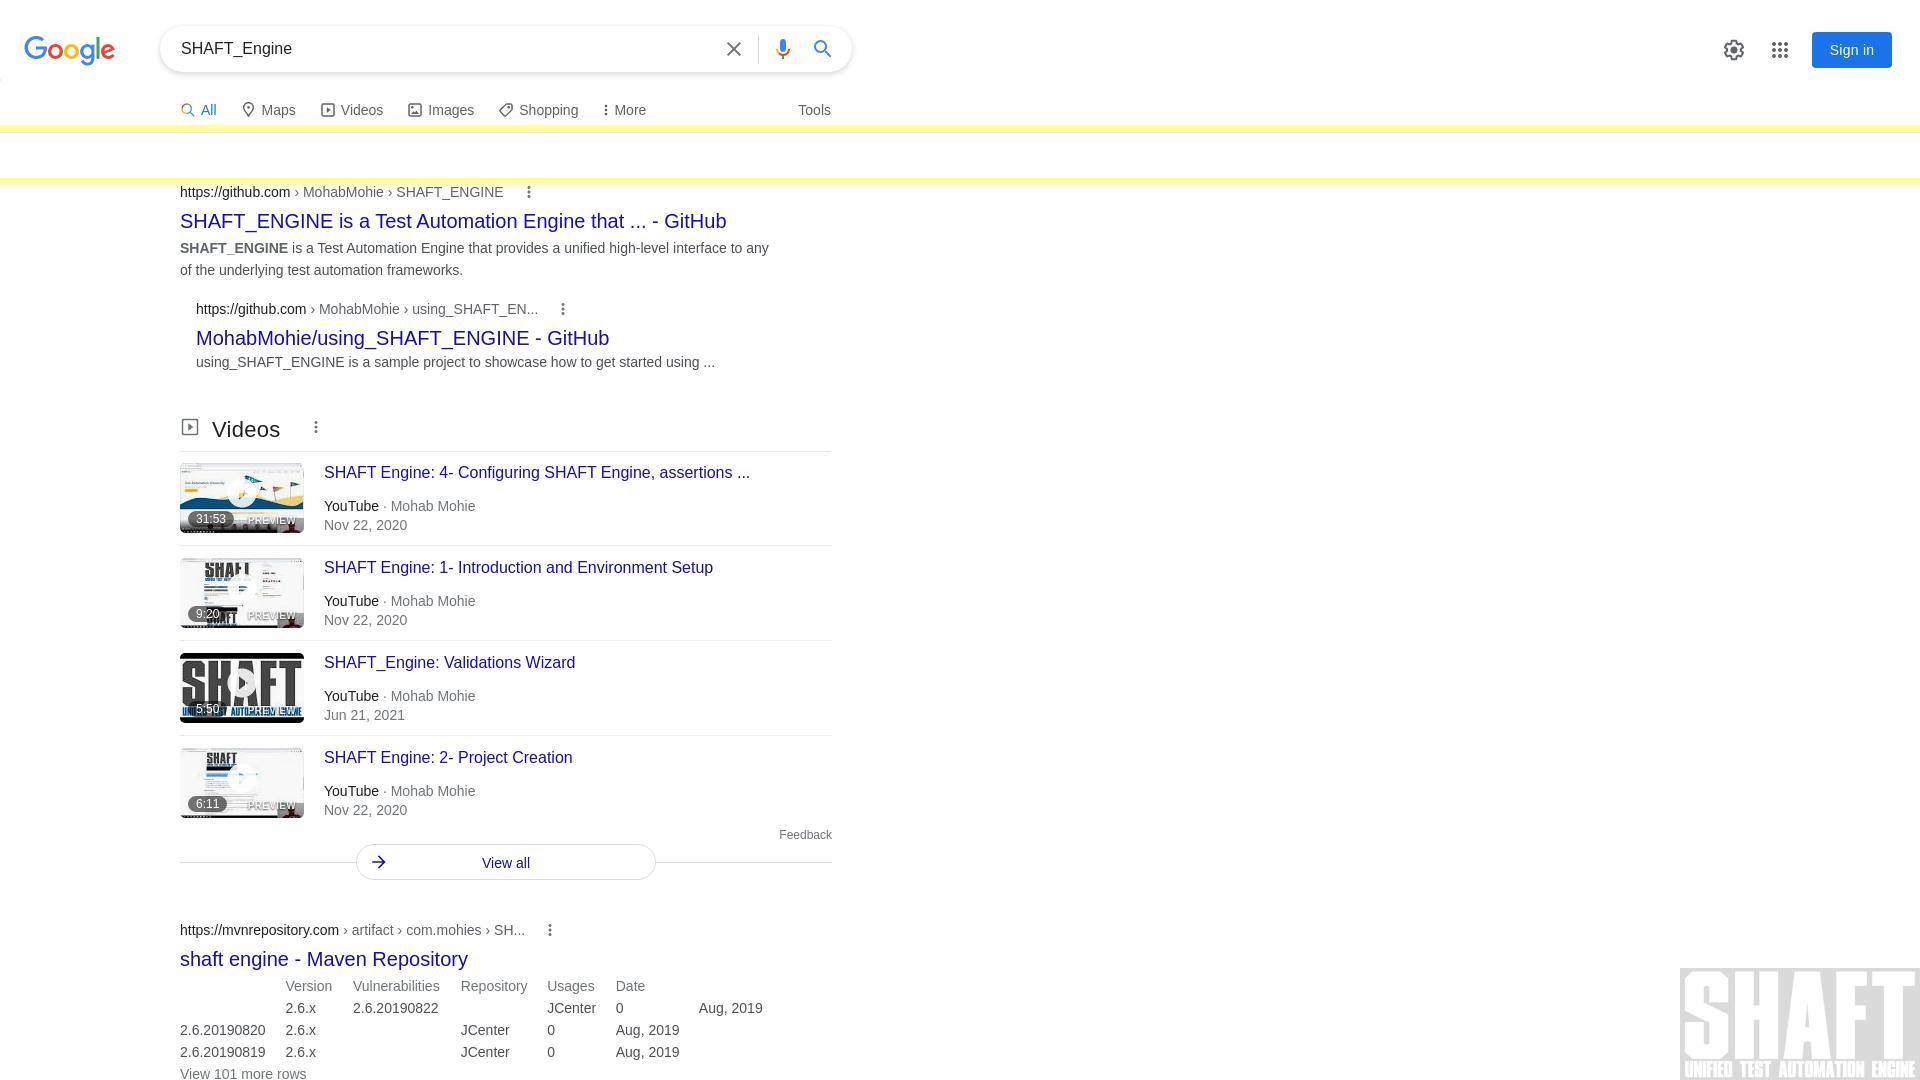 Google
SHAFT_Engine
Sign in
All
Maps
Videos
Images
Shopping
More
Tools
https://github.com › MohabMohie › SHAFT_ENGINE
SHAFT_ENGINE is a Test Automation Engine that ... - GitHub
SHAFT_ENGINE is a Test Automation Engine that provides a unified high-level interface to any
of the underlying test automation frameworks.
https://github.com › MohabMohie › using_SHAFT_EN...
MohabMohie/using_SHAFT_ENGINE - GitHub
using_SHAFT_ENGINE is a sample project to showcase how to get started using ...
Videos
31:53 PREVIEW
SHAFT Engine: 4- Configuring SHAFT Engine, assertions ...
YouTube · Mohab Mohie
Nov 22, 2020
SHAFT
9:20 PREVIEW
SHAFT Engine: 1- Introduction and Environment Setup
YouTube · Mohab Mohie
Nov 22, 2020
SHAFT
5:50 PREVIEW
UNIFIED TEST AUTOMATION ENGINE
SHAFT_Engine: Validations Wizard
YouTube · Mohab Mohie
Jun 21, 2021
SHAFT
6:11 PREVIEW
SHAFT Engine: 2- Project Creation
YouTube · Mohab Mohie
Nov 22, 2020
Feedback
View all
https://mvnrepository.com › artifact › com.mohies › SH...
shaft engine - Maven Repository
Version Vulnerabilities Repository Usages Date
2.6.x 2.6.20190822 JCenter 0 Aug, 2019
2.6.20190820 2.6.x JCenter 0 Aug, 2019
2.6.20190819 2.6.x JCenter 0 Aug, 2019
View 101 more rows
SHAFT
UNIFIED TEST AUTOMATION ENGINE